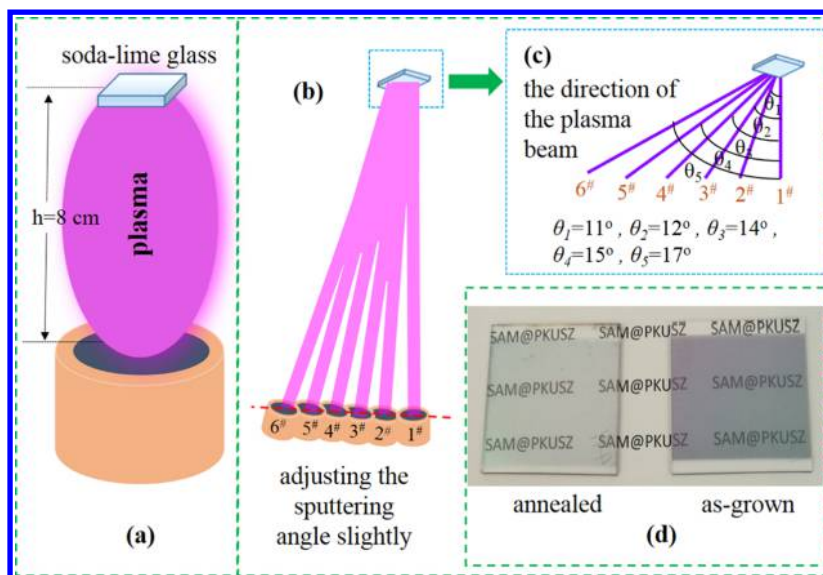 soda-lime glass
h=8 cm
plasma
(a)
(b)
6# 5# 4# 3# 2# 1#
adjusting the
sputtering
angle slightly
(c)
the direction of
the plasma
beam
θ1
θ2
θ3
θ4
θ5
6# 5# 4# 3# 2# 1#
θ1=11° , θ2=12° , θ3=14° ,
θ4=15° , θ5=17°
SAM@PKUSZ SAM@PKUSZ SAM@PKUSZ
SAM@PKUSZ SAM@PKUSZ SAM@PKUSZ
SAM@PKUSZ SAM@PKUSZ SAM@PKUSZ
annealed as-grown
(d)